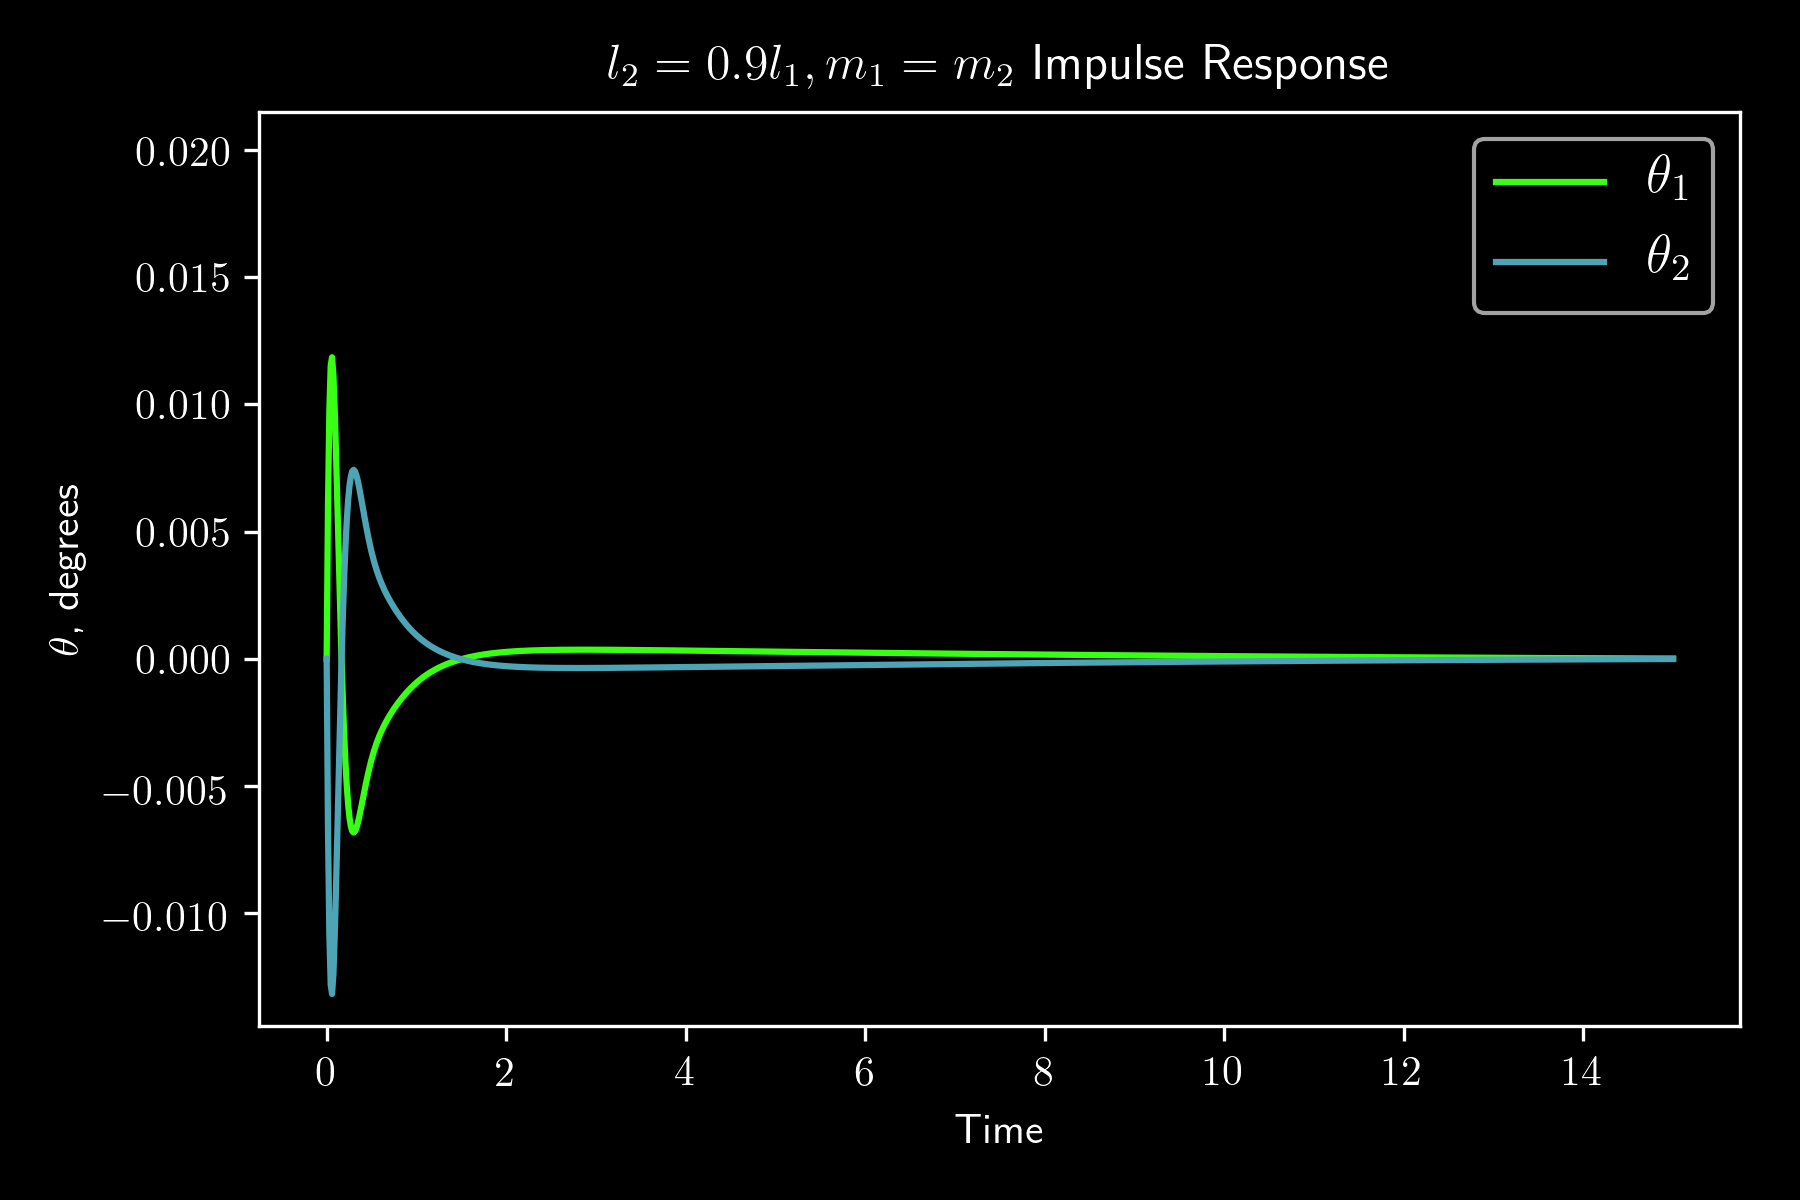 l₂ = 0.9l₁, m₁ = m₂ Impulse Response
θ₁
θ₂
0.020
0.015
0.010
0.005
0.000
−0.005
−0.010
θ, degrees
0 2 4 6 8 10 12 14
Time